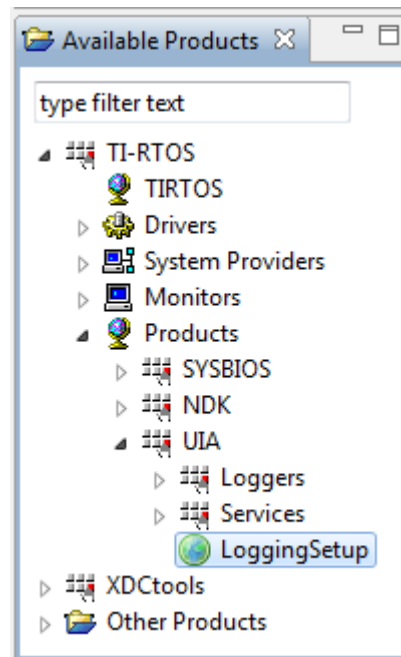 Available Products
type filter text
TI-RTOS
TIRTOS
Drivers
System Providers
Monitors
Products
SYSBIOS
NDK
UIA
Loggers
Services
LoggingSetup
XDCtools
Other Products